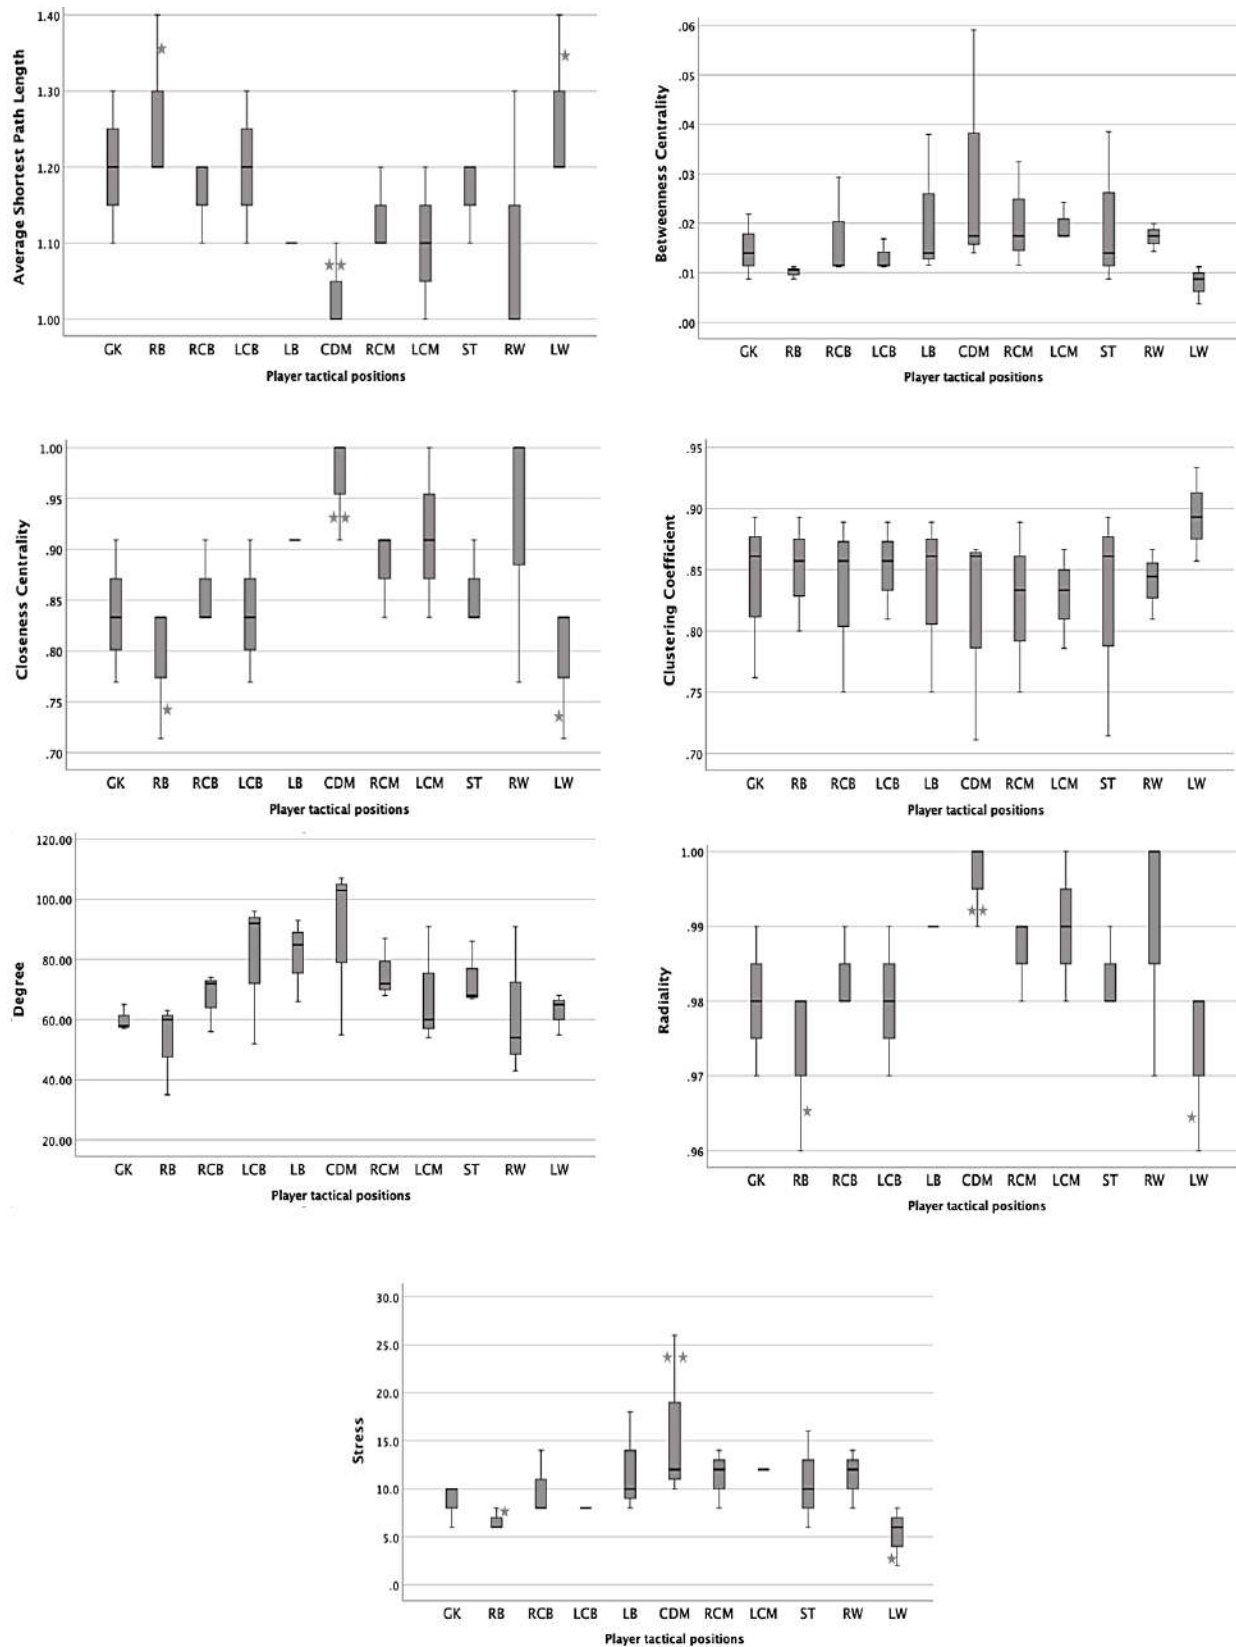 Average Shortest Path Length
1.40
1.30
1.20
1.10
1.00
GK RB RCB LCB LB CDM RCM LCM ST RW LW
Player tactical positions
Betweenness Centrality
.06
.05
.04
.03
.02
.01
.00
GK RB RCB LCB LB CDM RCM LCM ST RW LW
Player tactical positions
Closeness Centrality
1.00
.95
.90
.85
.80
.75
.70
GK RB RCB LCB LB CDM RCM LCM ST RW LW
Player tactical positions
Clustering Coefficient
.95
.90
.85
.80
.75
.70
GK RB RCB LCB LB CDM RCM LCM ST RW LW
Player tactical positions
Degree
120.00
100.00
80.00
60.00
40.00
20.00
GK RB RCB LCB LB CDM RCM LCM ST RW LW
Player tactical positions
Radiality
1.00
.99
.98
.97
.96
GK RB RCB LCB LB CDM RCM LCM ST RW LW
Player tactical positions
Stress
30.0
25.0
20.0
15.0
10.0
5.0
.0
GK RB RCB LCB LB CDM RCM LCM ST RW LW
Player tactical positions